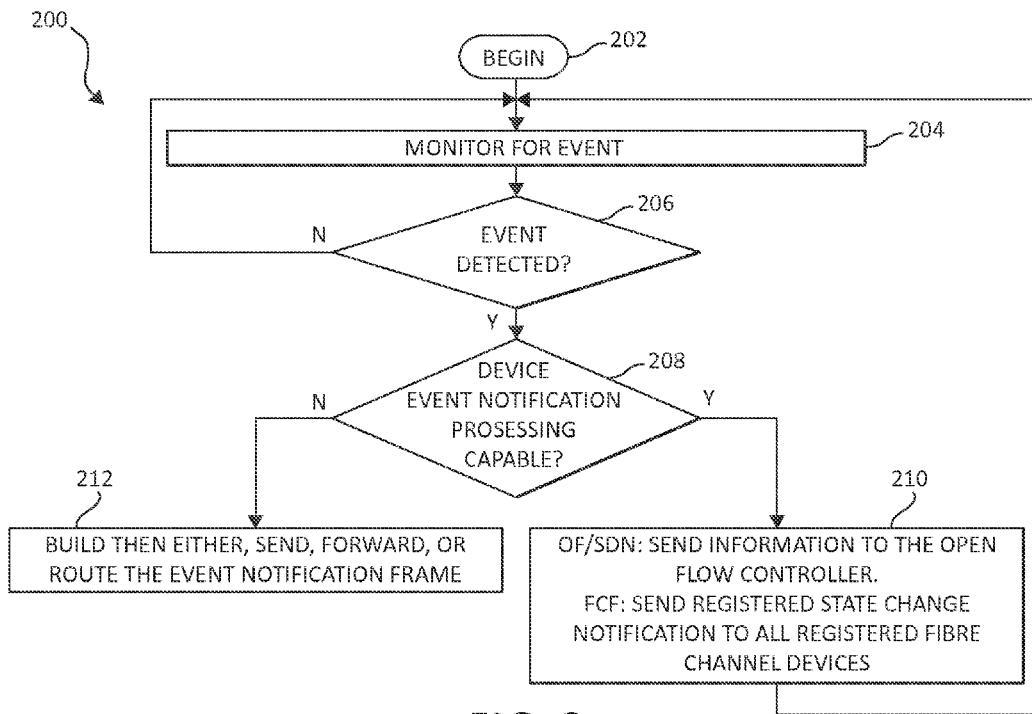 200
202
BEGIN
204
MONITOR FOR EVENT
206
N
EVENT
DETECTED?
Y
208
DEVICE
EVENT NOTIFICATION
PROSESSING
CAPABLE?
N
Y
212
210
BUILD THEN EITHER, SEND, FORWARD, OR
ROUTE THE EVENT NOTIFICATION FRAME
OF/SDN: SEND INFORMATION TO THE OPEN
FLOW CONTROLLER.
FCF: SEND REGISTERED STATE CHANGE
NOTIFICATION TO ALL REGISTERED FIBRE
CHANNEL DEVICES